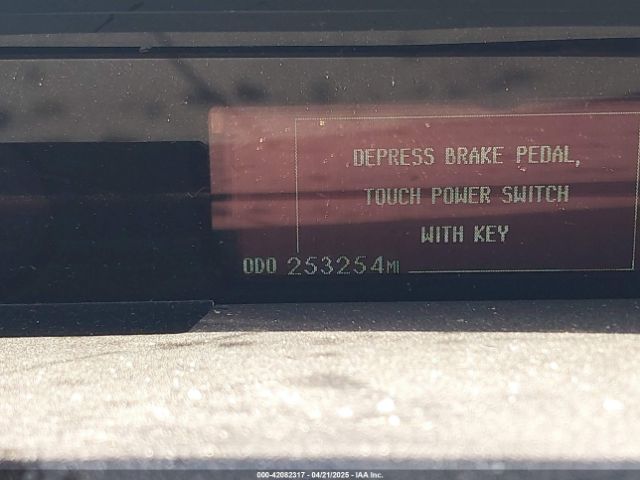 DEPRESS BRAKE PEDAL,
TOUCH POWER SWITCH
WITH KEY
ODO 253254MI
000-42082317 - 04/21/2025 - IAA Inc.